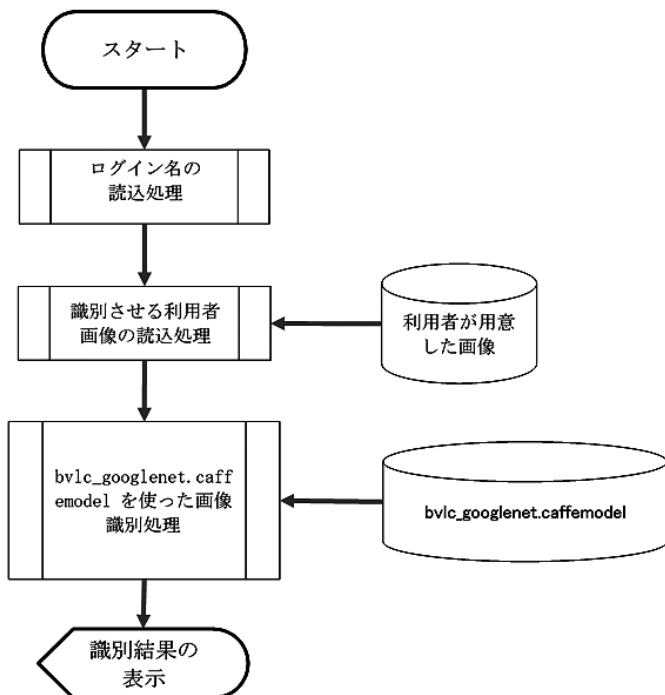 スタート
ログイン名の
読込処理
識別させる利用者
画像の読込処理
利用者が用意
した画像
bvlc_googlenet.caff
emodel を使った画像
識別処理
bvlc_googlenet.caffemodel
識別結果の
表示